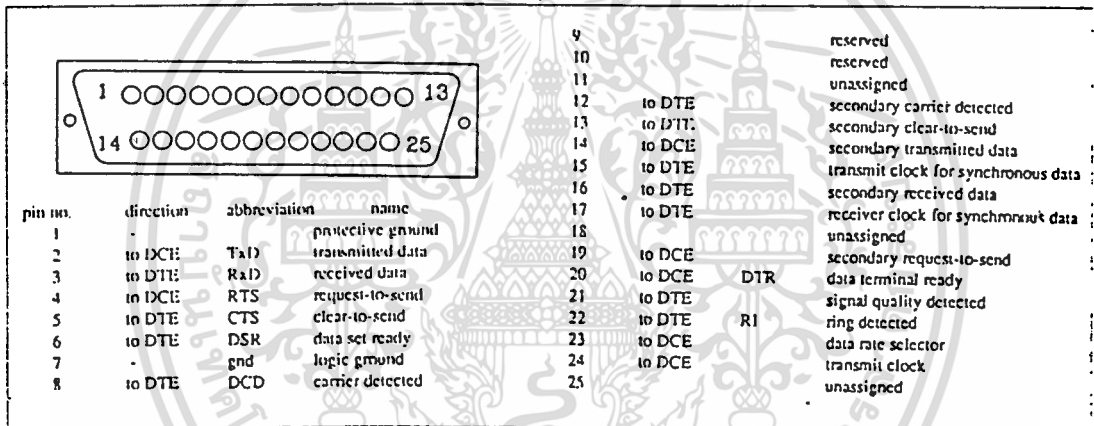 1 13
14 25
pin no. direction abbreviation name
1 - protective ground
2 to DCE TxD transmitted data
3 to DTE RxD received data
4 to DCE RTS request-to-send
5 to DTE CTS clear-to-send
6 to DTE DSR data set ready
7 - gnd logic ground
8 to DTE DCD carrier detected
9 reserved
10 reserved
11 unassigned
12 to DTE secondary carrier detected
13 to DTE secondary clear-to-send
14 to DCE secondary transmitted data
15 to DTE transmit clock for synchronous data
16 to DTE secondary received data
17 to DTE receiver clock for synchronous data
18 unassigned
19 to DCE secondary request-to-send
20 to DCE DTR data terminal ready
21 to DTE signal quality detected
22 to DTE RI ring detected
23 to DCE data rate selector
24 to DCE transmit clock
25 unassigned